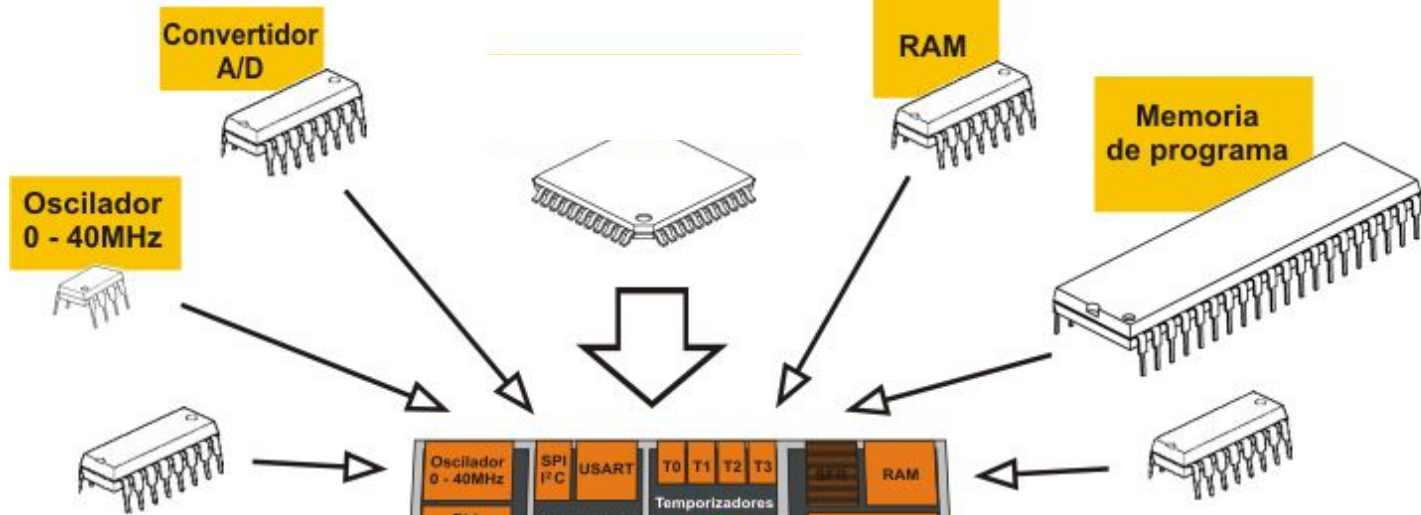 Convertidor
A/D
RAM
Memoria
de programa
Oscilador
0 - 40MHz
Oscilador
0 - 40MHz
SPI
I²C
USART
T0 T1 T2 T3
Temporizadores
SFR
RAM